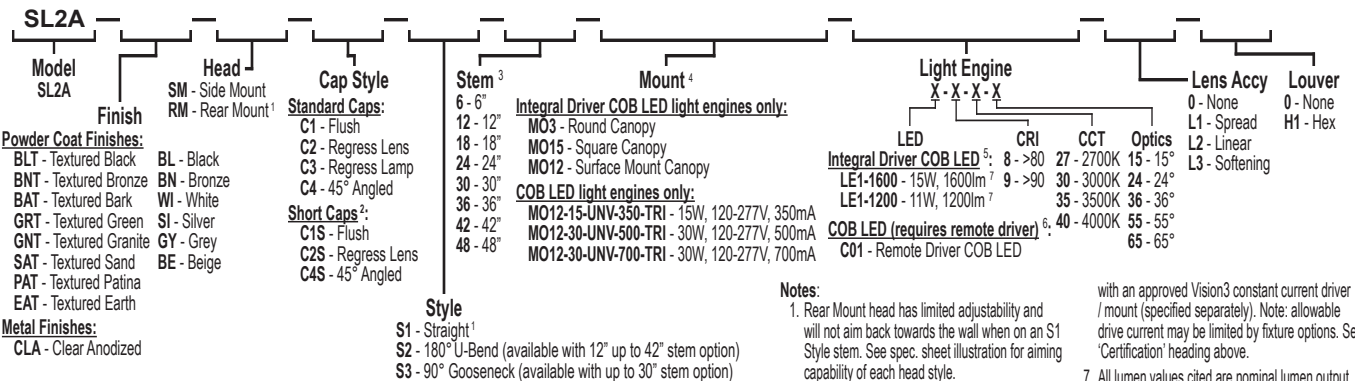 SL2A
Model
SL2A
Finish
Powder Coat Finishes:
BLT - Textured Black
BNT - Textured Bronze
BAT - Textured Bark
GRT - Textured Green
GNT - Textured Granite
SAT - Textured Sand
PAT - Textured Patina
EAT - Textured Earth
BL - Black
BN - Bronze
WI - White
SI - Silver
GY - Grey
BE - Beige
Metal Finishes:
CLA - Clear Anodized
Head
SM - Side Mount
RM - Rear Mount 1
Cap Style
Standard Caps:
C1 - Flush
C2 - Regress Lens
C3 - Regress Lamp
C4 - 45° Angled
Short Caps 2:
C1S - Flush
C2S - Regress Lens
C4S - 45° Angled
Style
S1 - Straight 1
S2 - 180° U-Bend (available with 12" up to 42" stem option)
S3 - 90° Gooseneck (available with up to 30" stem option)
Stem 3
6 - 6"
12 - 12"
18 - 18"
24 - 24"
30 - 30"
36 - 36"
42 - 42"
48 - 48"
Mount 4
Integral Driver COB LED light engines only:
MO3 - Round Canopy
MO15 - Square Canopy
MO12 - Surface Mount Canopy
COB LED light engines only:
MO12-15-UNV-350-TRI - 15W, 120-277V, 350mA
MO12-30-UNV-500-TRI - 30W, 120-277V, 500mA
MO12-30-UNV-700-TRI - 30W, 120-277V, 700mA
Light Engine
X - X - X - X
LED
Integral Driver COB LED 5:
LE1-1600 - 15W, 1600lm 7
LE1-1200 - 11W, 1200lm 7
COB LED (requires remote driver) 6:
C01 - Remote Driver COB LED
CRI
8 - >80
9 - >90
CCT
27 - 2700K
30 - 3000K
35 - 3500K
40 - 4000K
Optics
15 - 15°
24 - 24°
36 - 36°
55 - 55°
65 - 65°
Lens Accy
0 - None
L1 - Spread
L2 - Linear
L3 - Softening
Louver
0 - None
H1 - Hex
Notes:
1. Rear Mount head has limited adjustability and
will not aim back towards the wall when on an S1
Style stem. See spec. sheet illustration for aiming
capability of each head style.
with an approved Vision3 constant current driver
/ mount (specified separately). Note: allowable
drive current may be limited by fixture options. Se
'Certification' heading above.
7. All lumen values cited are nominal lumen output